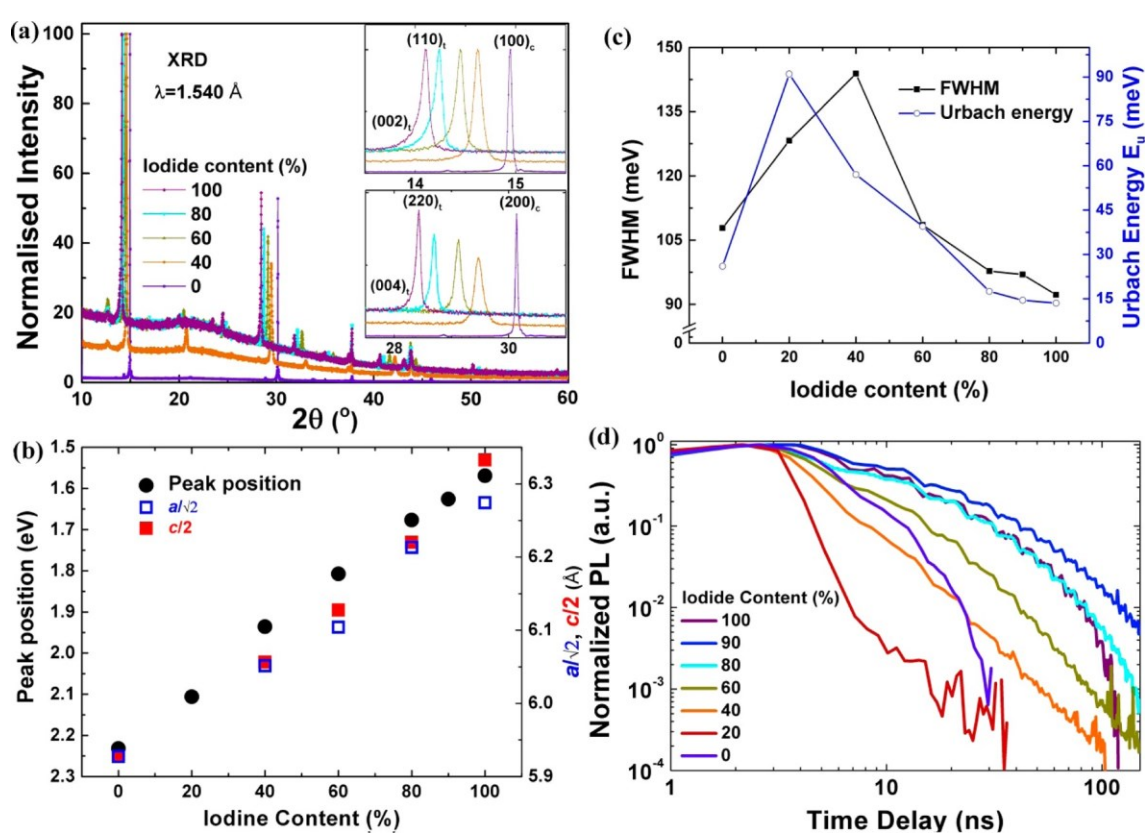 (a)
XRD
λ=1.540 Å
Iodide content (%)
100
80
60
40
0
Normalised Intensity
100
80
60
40
20
0
10 20 30 40 50 60
2θ (°)
(110)t (100)c
(002)t
14 15
(220)t (200)c
(004)t
28 30
(c)
FWHM
Urbach energy
FWHM (meV)
150
135
120
105
90
0
Urbach Energy Eu (meV)
90
75
60
45
30
15
0
0 20 40 60 80 100
Iodide content (%)
(b)
Peak position
a/√2
c/2
Peak position (eV)
1.5
1.6
1.7
1.8
1.9
2.0
2.1
2.2
2.3
6.3
6.2
6.1
6.0
5.9
a/√2, c/2 (Å)
0 20 40 60 80 100
Iodine Content (%)
(d)
Normalized PL (a.u.)
10⁰
10⁻¹
10⁻²
10⁻³
10⁻⁴
Iodide Content (%)
100
90
80
60
40
20
0
1 10 100
Time Delay (ns)